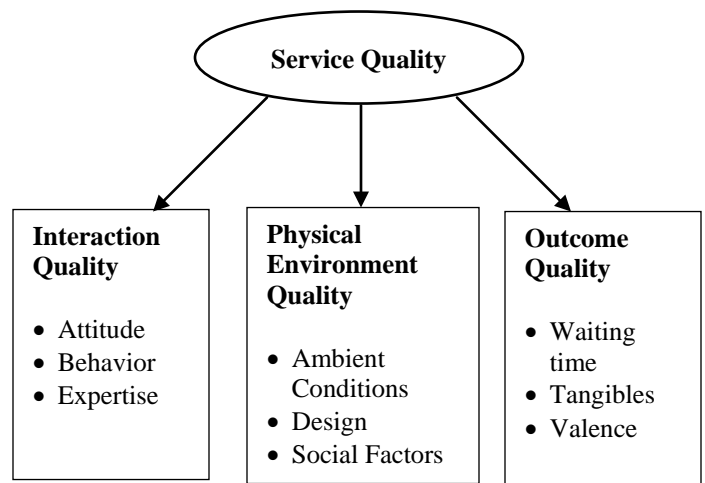 Service Quality
Interaction
Quality
• Attitude
• Behavior
• Expertise
Physical
Environment
Quality
• Ambient
Conditions
• Design
• Social Factors
Outcome
Quality
• Waiting
time
• Tangibles
• Valence